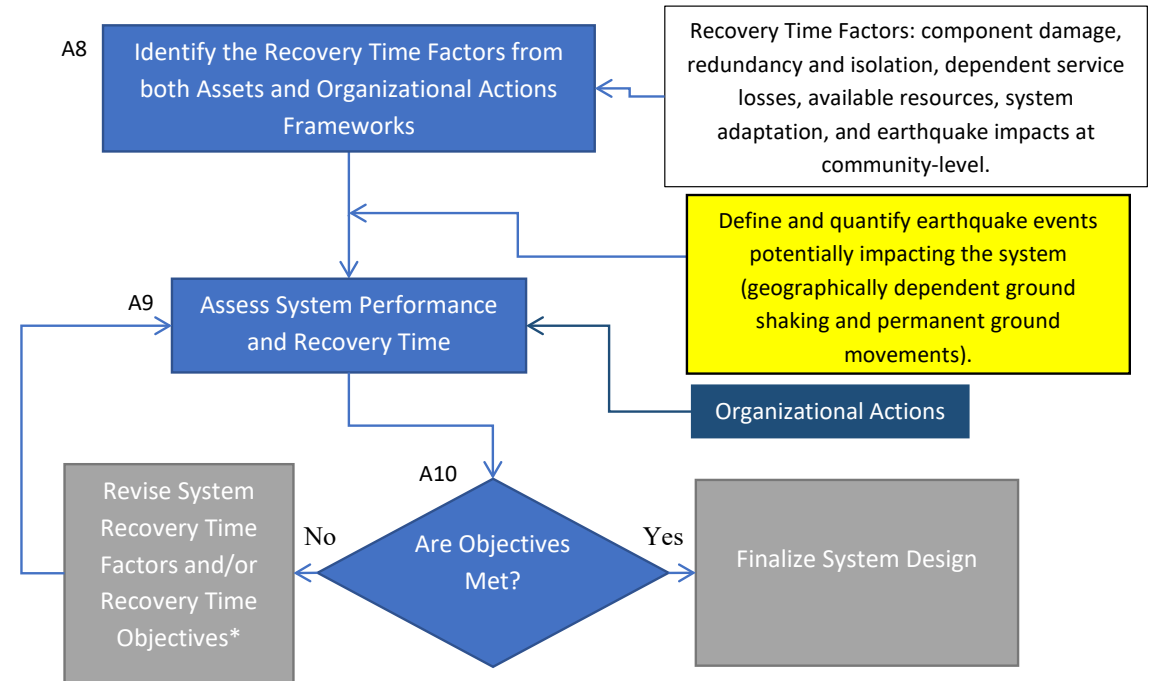 A8
Identify the Recovery Time Factors from
both Assets and Organizational Actions
Frameworks
Recovery Time Factors: component damage,
redundancy and isolation, dependent service
losses, available resources, system
adaptation, and earthquake impacts at
community-level.
Define and quantify earthquake events
potentially impacting the system
(geographically dependent ground
shaking and permanent ground
movements).
A9
Assess System Performance
and Recovery Time
Organizational Actions
A10
Are Objectives
Met?
No
Yes
Revise System
Recovery Time
Factors and/or
Recovery Time
Objectives*
Finalize System Design